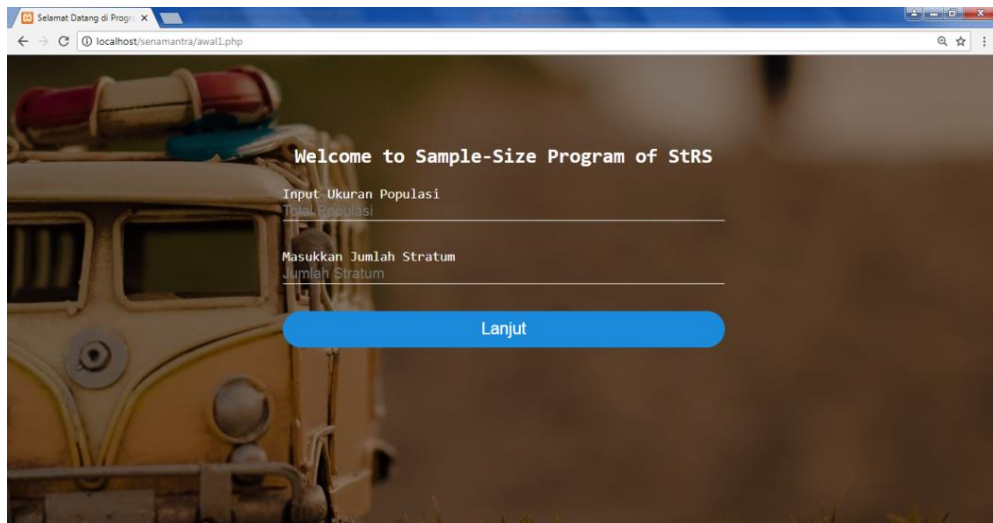 Selamat Datang di Progr
localhost/senamantra/awal1.php
Welcome to Sample-Size Program of StRS
Input Ukuran Populasi
Total Populasi
Masukkan Jumlah Stratum
Jumlah Stratum
Lanjut